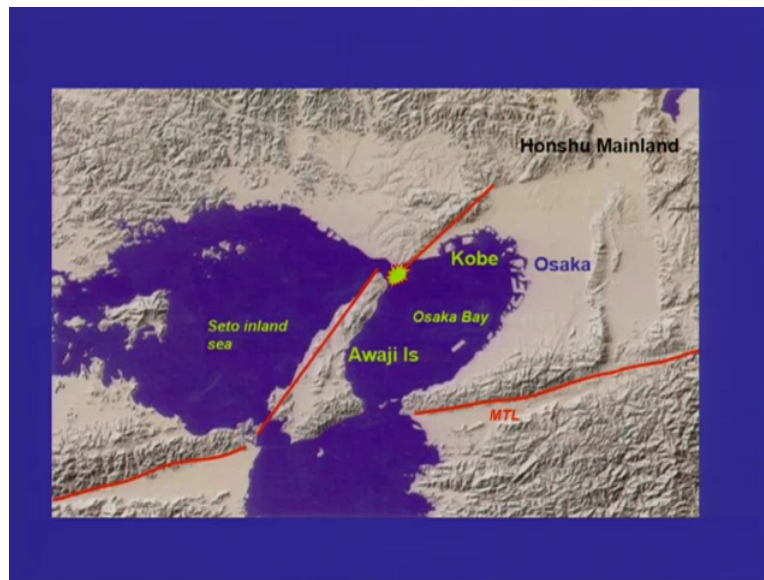 Honshu Mainland
Kobe
Osaka
Seto inland
sea
Osaka Bay
Awaji Is
MTL